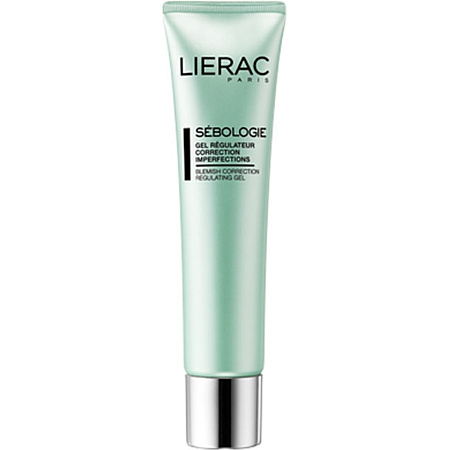 LIERAC
PARIS
SÉBOLOGIE
GEL RÉGULATEUR
CORRECTION
IMPERFECTIONS
BLEMISH CORRECTION
REGULATING GEL